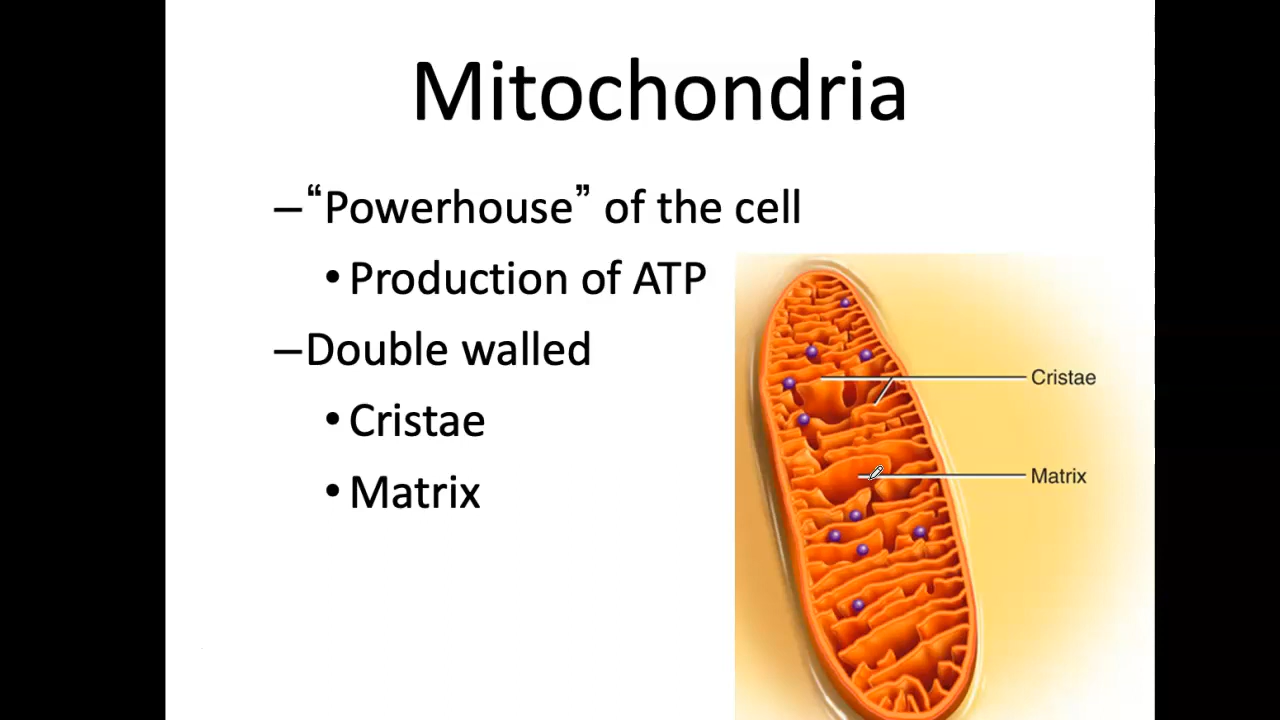 Mitochondria
–“Powerhouse” of the cell
• Production of ATP
–Double walled
• Cristae
• Matrix
Cristae
Matrix